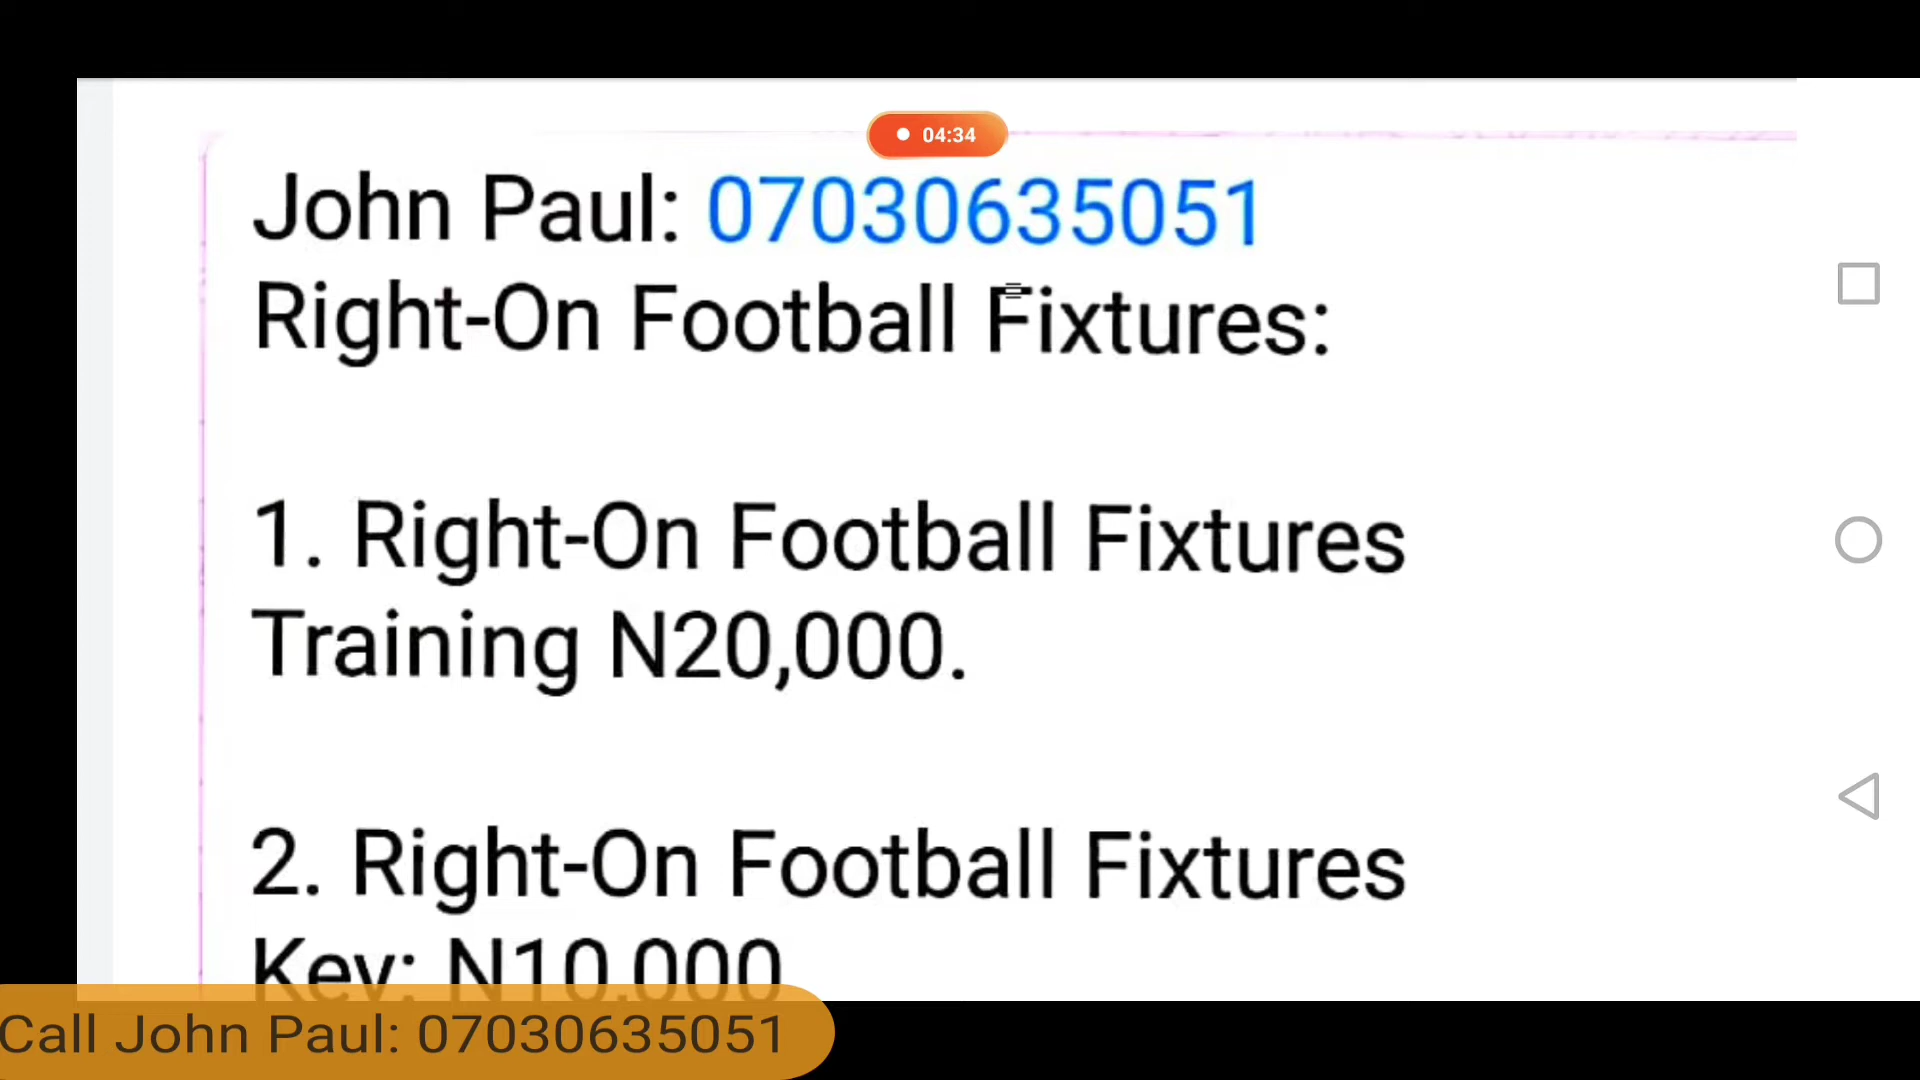 04:34
John Paul: 07030635051
Right-On Football Fixtures:
1. Right-On Football Fixtures
Training N20,000.
2. Right-On Football Fixtures
Key: N10,000
Call John Paul: 07030635051